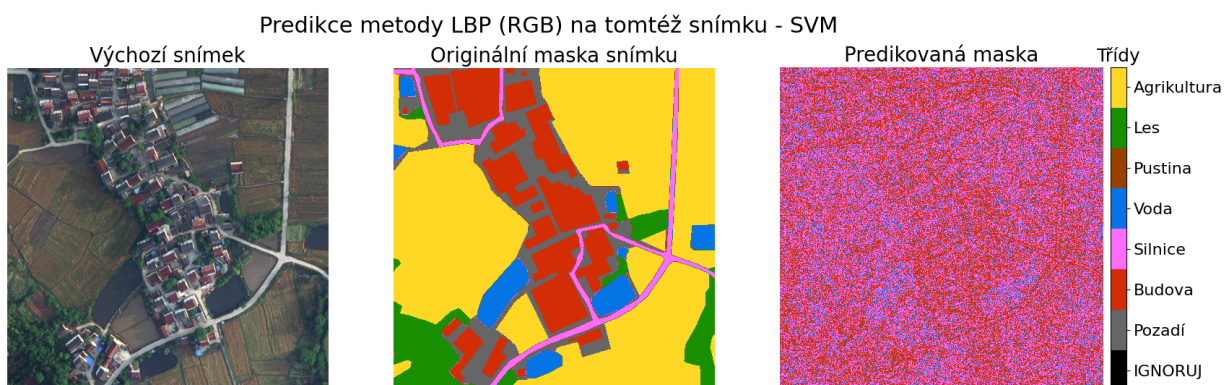 Predikce metody LBP (RGB) na tomtéž snímku - SVM
Výchozí snímek
Originální maska snímku
Predikovaná maska
Třídy
Agrikultura
Les
Pustina
Voda
Silnice
Budova
Pozadí
IGNORUJ